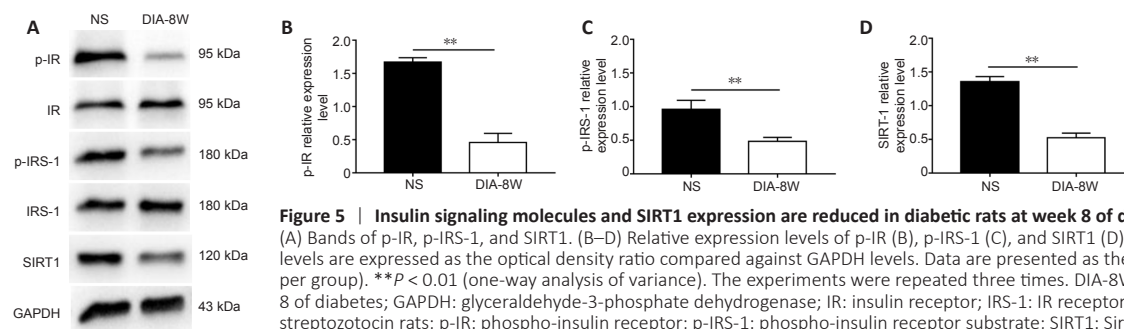 A
NS DIA-8W
p-IR 95 kDa
IR 95 kDa
p-IRS-1 180 kDa
IRS-1 180 kDa
SIRT1 120 kDa
GAPDH 43 kDa
B
p-IR relative expression
level
2.0
1.5
1.0
0.5
0
**
NS DIA-8W
C
p-IRS-1 relative
expression level
2.0
1.5
1.0
0.5
0
**
NS DIA-8W
D
SIRT-1 relative
expression level
2.0
1.5
1.0
0.5
0
**
NS DIA-8W
Figure 5 | Insulin signaling molecules and SIRT1 expression are reduced in diabetic rats at week 8 of d
(A) Bands of p-IR, p-IRS-1, and SIRT1. (B–D) Relative expression levels of p-IR (B), p-IRS-1 (C), and SIRT1 (D)
levels are expressed as the optical density ratio compared against GAPDH levels. Data are presented as the
per group). **P < 0.01 (one-way analysis of variance). The experiments were repeated three times. DIA-8W
8 of diabetes; GAPDH: glyceraldehyde-3-phosphate dehydrogenase; IR: insulin receptor; IRS-1: IR receptor
streptozotocin rats; p-IR: phospho-insulin receptor; p-IRS-1: phospho-insulin receptor substrate; SIRT1: Sir